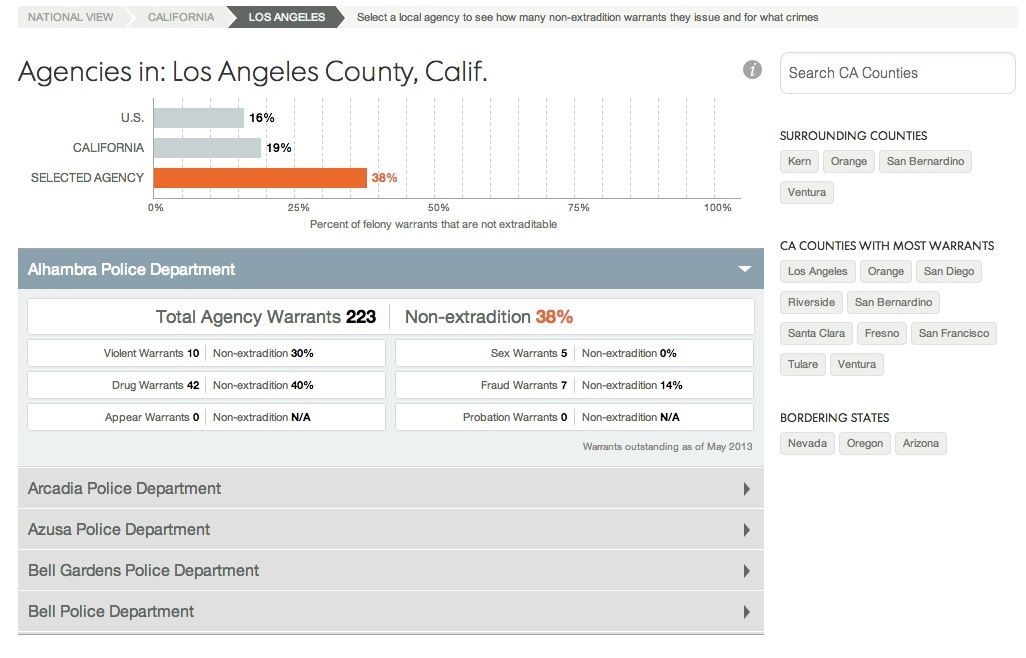 NATIONAL VIEW CALIFORNIA LOS ANGELES Select a local agency to see how many non-extradition warrants they issue and for what crimes
Agencies in: Los Angeles County, Calif.
i
U.S. 16%
CALIFORNIA 19%
SELECTED AGENCY 38%
0% 25% 50% 75% 100%
Percent of felony warrants that are not extraditable
Alhambra Police Department
Total Agency Warrants 223 Non-extradition 38%
Violent Warrants 10 Non-extradition 30% Sex Warrants 5 Non-extradition 0%
Drug Warrants 42 Non-extradition 40% Fraud Warrants 7 Non-extradition 14%
Appear Warrants 0 Non-extradition N/A Probation Warrants 0 Non-extradition N/A
Warrants outstanding as of May 2013
Arcadia Police Department
Azusa Police Department
Bell Gardens Police Department
Bell Police Department
Search CA Counties
SURROUNDING COUNTIES
Kern Orange San Bernardino
Ventura
CA COUNTIES WITH MOST WARRANTS
Los Angeles Orange San Diego
Riverside San Bernardino
Santa Clara Fresno San Francisco
Tulare Ventura
BORDERING STATES
Nevada Oregon Arizona